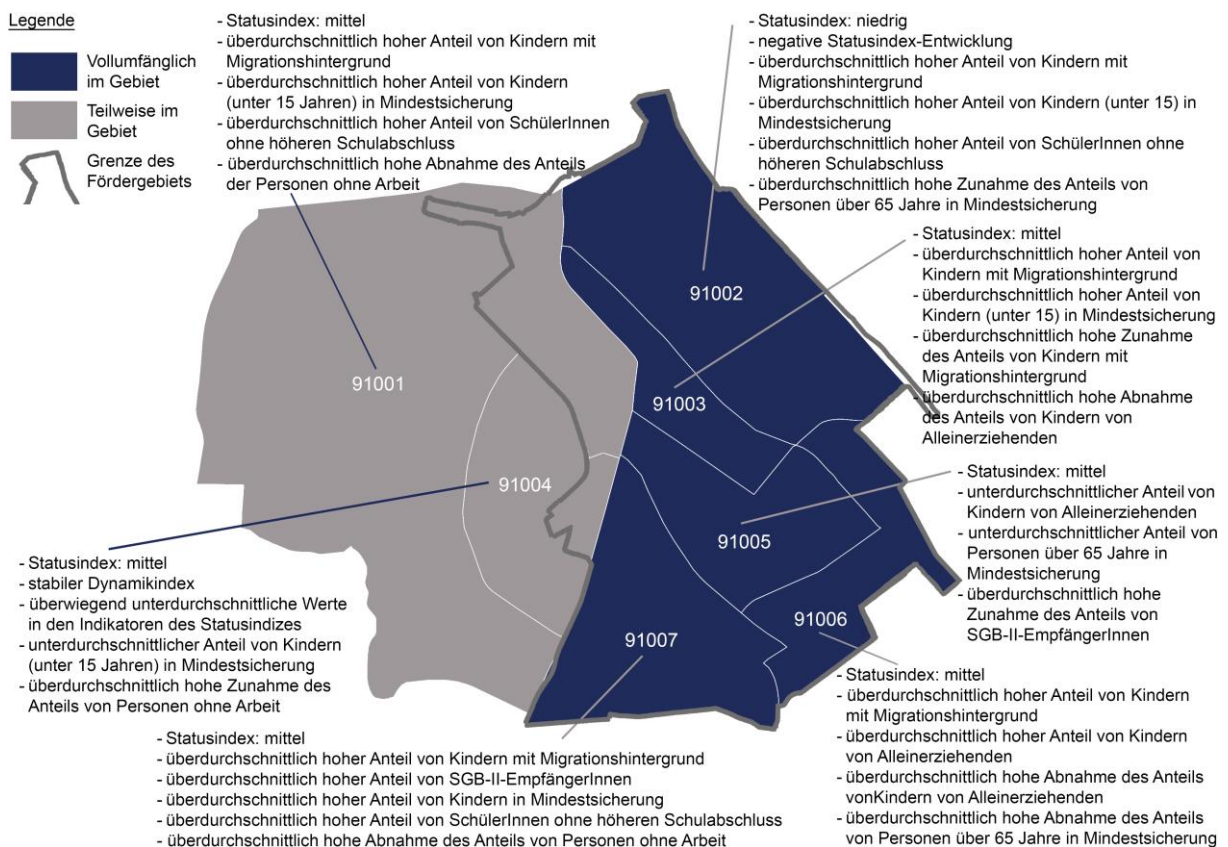 Legende
Vollumfänglich
im Gebiet
Teilweise im
Gebiet
Grenze des
Fördergebiets
- Statusindex: mittel
- überdurchschnittlich hoher Anteil von Kindern mit
Migrationshintergrund
- überdurchschnittlich hoher Anteil von Kindern
(unter 15 Jahren) in Mindestsicherung
- überdurchschnittlich hoher Anteil von SchülerInnen
ohne höheren Schulabschluss
- überdurchschnittlich hohe Abnahme des Anteils
der Personen ohne Arbeit
- Statusindex: niedrig
- negative Statusindex-Entwicklung
- überdurchschnittlich hoher Anteil von Kindern mit
Migrationshintergrund
- überdurchschnittlich hoher Anteil von Kindern (unter 15) in
Mindestsicherung
- überdurchschnittlich hoher Anteil von SchülerInnen ohne
höheren Schulabschluss
- überdurchschnittlich hohe Zunahme des Anteils von
Personen über 65 Jahre in Mindestsicherung
- Statusindex: mittel
- überdurchschnittlich hoher Anteil von
Kindern mit Migrationshintergrund
- überdurchschnittlich hoher Anteil von
Kindern (unter 15) in Mindestsicherung
- überdurchschnittlich hohe Zunahme
des Anteils von Kindern mit
Migrationshintergrund
- überdurchschnittlich hohe Abnahme
des Anteils von Kindern von
Alleinerziehenden
91002
91001
91003
91004
91005
91006
91007
- Statusindex: mittel
- unterdurchschnittlicher Anteil von
Kindern von Alleinerziehenden
- unterdurchschnittlicher Anteil von
Personen über 65 Jahre in
Mindestsicherung
- überdurchschnittlich hohe
Zunahme des Anteils von
SGB-II-EmpfängerInnen
- Statusindex: mittel
- stabiler Dynamikindex
- überwiegend unterdurchschnittliche Werte
in den Indikatoren des Statusindizes
- unterdurchschnittlicher Anteil von Kindern
(unter 15 Jahren) in Mindestsicherung
- überdurchschnittlich hohe Zunahme des
Anteils von Personen ohne Arbeit
- Statusindex: mittel
- überdurchschnittlich hoher Anteil von Kindern
mit Migrationshintergrund
- überdurchschnittlich hoher Anteil von Kindern
von Alleinerziehenden
- überdurchschnittlich hohe Abnahme des Anteils
vonKindern von Alleinerziehenden
- überdurchschnittlich hohe Abnahme des Anteils
von Personen über 65 Jahre in Mindestsicherung
- Statusindex: mittel
- überdurchschnittlich hoher Anteil von Kindern mit Migrationshintergrund
- überdurchschnittlich hoher Anteil von SGB-II-EmpfängerInnen
- überdurchschnittlich hoher Anteil von Kindern in Mindestsicherung
- überdurchschnittlich hoher Anteil von SchülerInnen ohne höheren Schulabschluss
- überdurchschnittlich hohe Abnahme des Anteils von Personen ohne Arbeit